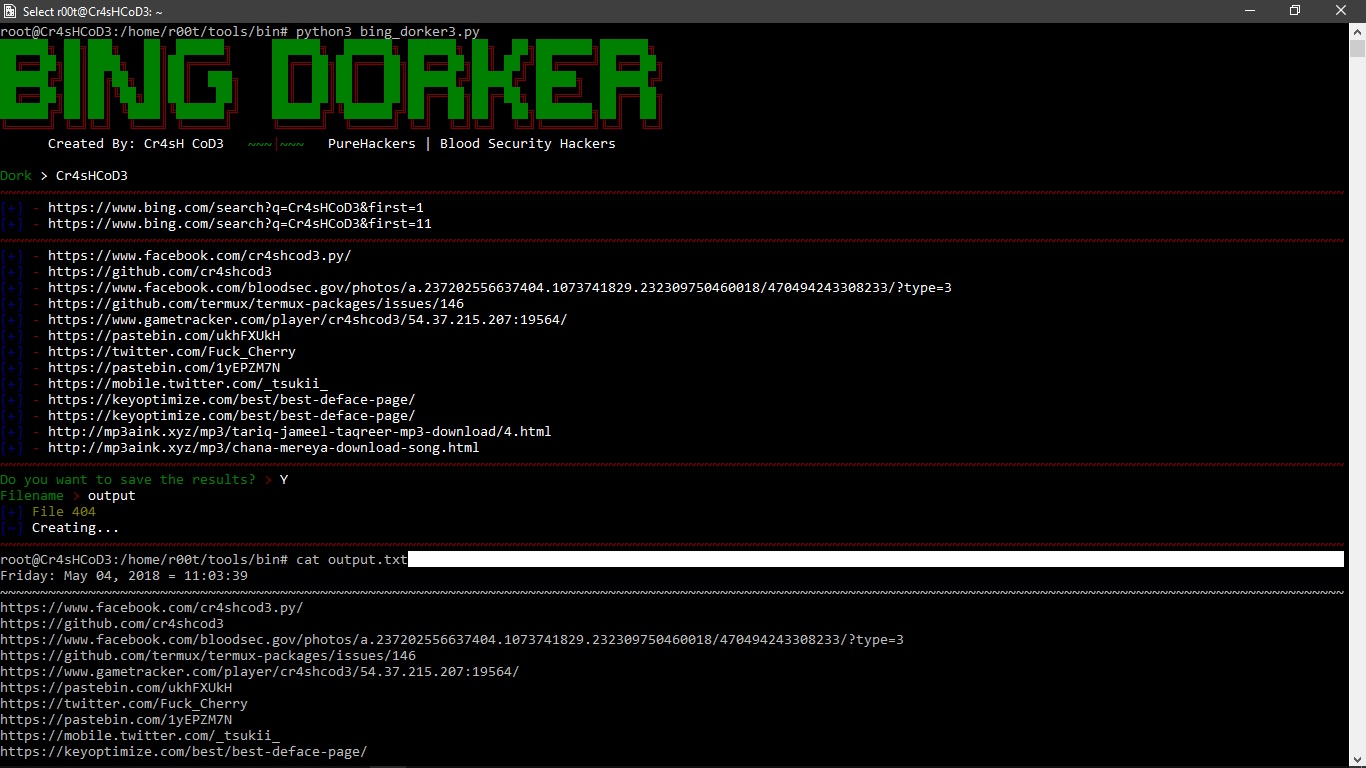 Select r00t@Cr4sHCoD3: ~
root@Cr4sHCoD3:/home/r00t/tools/bin# python3 bing_dorker3.py
BING DORKER
Created By: Cr4sH CoD3 ~~~|~~~ PureHackers | Blood Security Hackers
Dork > Cr4sHCoD3
[+] - https://www.bing.com/search?q=Cr4sHCoD3&first=1
[+] - https://www.bing.com/search?q=Cr4sHCoD3&first=11
[+] - https://www.facebook.com/cr4shcod3.py/
[+] - https://github.com/cr4shcod3
[+] - https://www.facebook.com/bloodsec.gov/photos/a.237202556637404.1073741829.232309750460018/470494243308233/?type=3
[+] - https://github.com/termux/termux-packages/issues/146
[+] - https://www.gametracker.com/player/cr4shcod3/54.37.215.207:19564/
[+] - https://pastebin.com/ukhFXUkH
[+] - https://twitter.com/Fuck_Cherry
[+] - https://pastebin.com/1yEPZM7N
[+] - https://mobile.twitter.com/_tsukii_
[+] - https://keyoptimize.com/best/best-deface-page/
[+] - https://keyoptimize.com/best/best-deface-page/
[+] - http://mp3aink.xyz/mp3/tariq-jameel-taqreer-mp3-download/4.html
[+] - http://mp3aink.xyz/mp3/chana-mereya-download-song.html
Do you want to save the results? > Y
Filename > output
[+] File 404
[~] Creating...
root@Cr4sHCoD3:/home/r00t/tools/bin# cat output.txt
Friday: May 04, 2018 = 11:03:39
~~~~~~~~~~~~~~~~~~~~~~~~~~~~~~~~~~~~~~~~~~~~~~~~~~~~~~~~~~~~~~~~~~~~~~~~~~~~~~~~~~~~~~~~~~~~~~~~~~~~~~~~~~~~~~~~~~~~~~~~~~~~~~~~~~~~~~~~~~~~~~~~~~~~~~~~~~~~~~~~~~~~~~~~
https://www.facebook.com/cr4shcod3.py/
https://github.com/cr4shcod3
https://www.facebook.com/bloodsec.gov/photos/a.237202556637404.1073741829.232309750460018/470494243308233/?type=3
https://github.com/termux/termux-packages/issues/146
https://www.gametracker.com/player/cr4shcod3/54.37.215.207:19564/
https://pastebin.com/ukhFXUkH
https://twitter.com/Fuck_Cherry
https://pastebin.com/1yEPZM7N
https://mobile.twitter.com/_tsukii_
https://keyoptimize.com/best/best-deface-page/